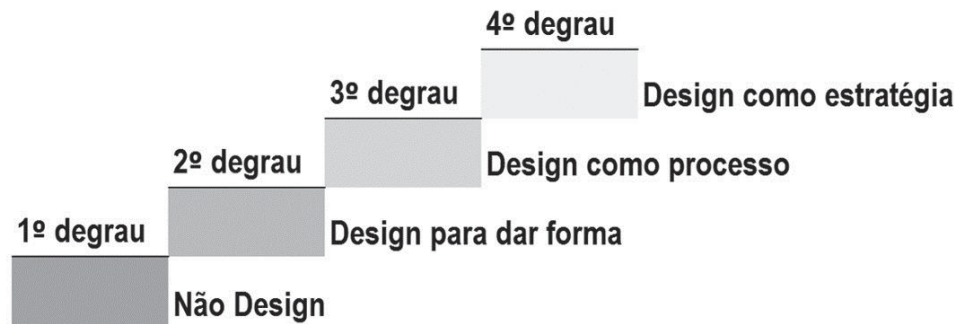 4º degrau
Design como estratégia
3º degrau
Design como processo
2º degrau
Design para dar forma
1º degrau
Não Design